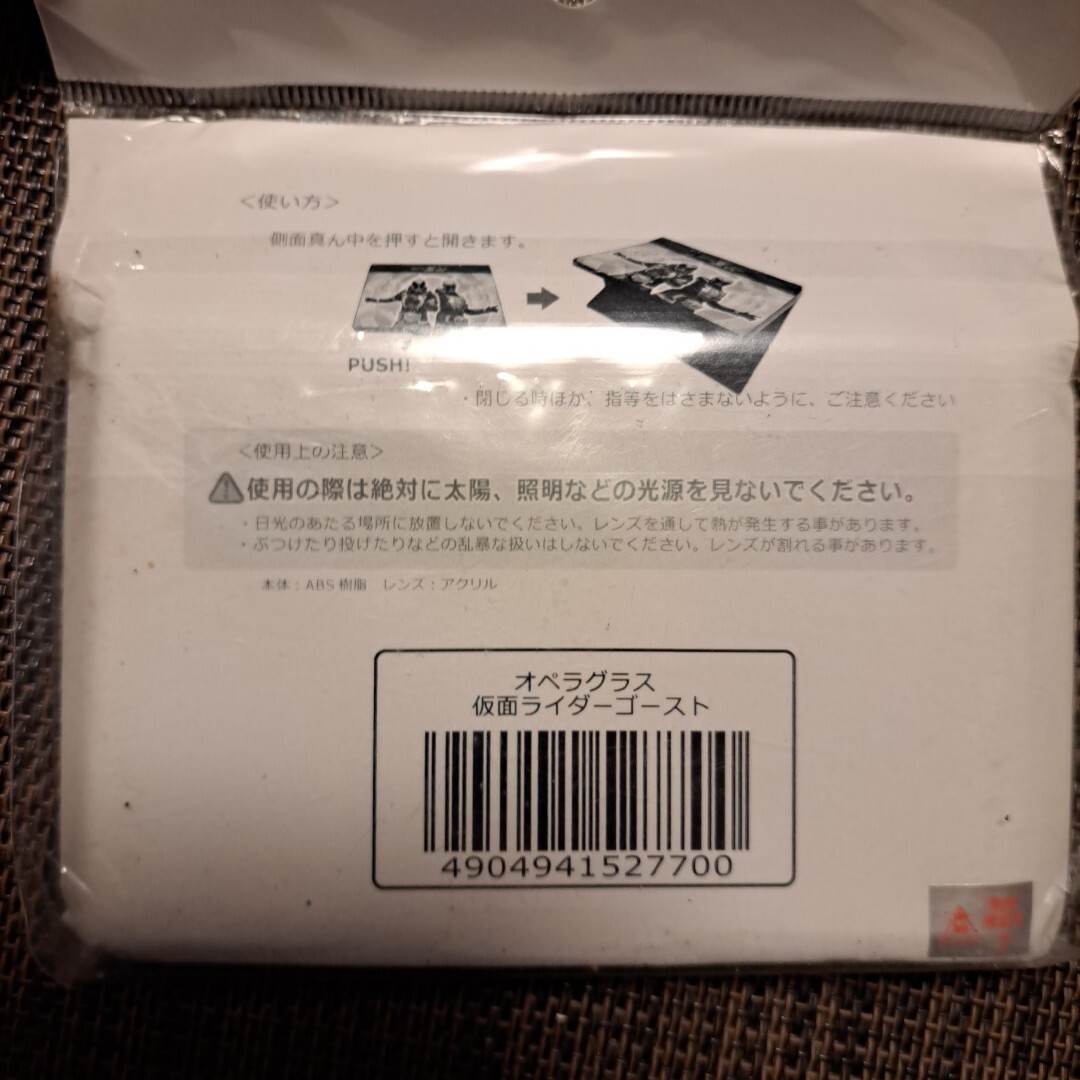 <使い方>
側面真ん中を押すと開きます。
PUSH!
・閉じる時ほか、指等をはさまないように、ご注意ください
<使用上の注意>
使用の際は絶対に太陽、照明などの光源を見ないでください。
・日光のあたる場所に放置しないでください。レンズを通して熱が発生する事があります。
・ぶつけたり投げたりなどの乱暴な扱いはしないでください。レンズが割れる事があります。
本体：ABS樹脂 レンズ：アクリル
オペラグラス
仮面ライダーゴースト
4904941527700